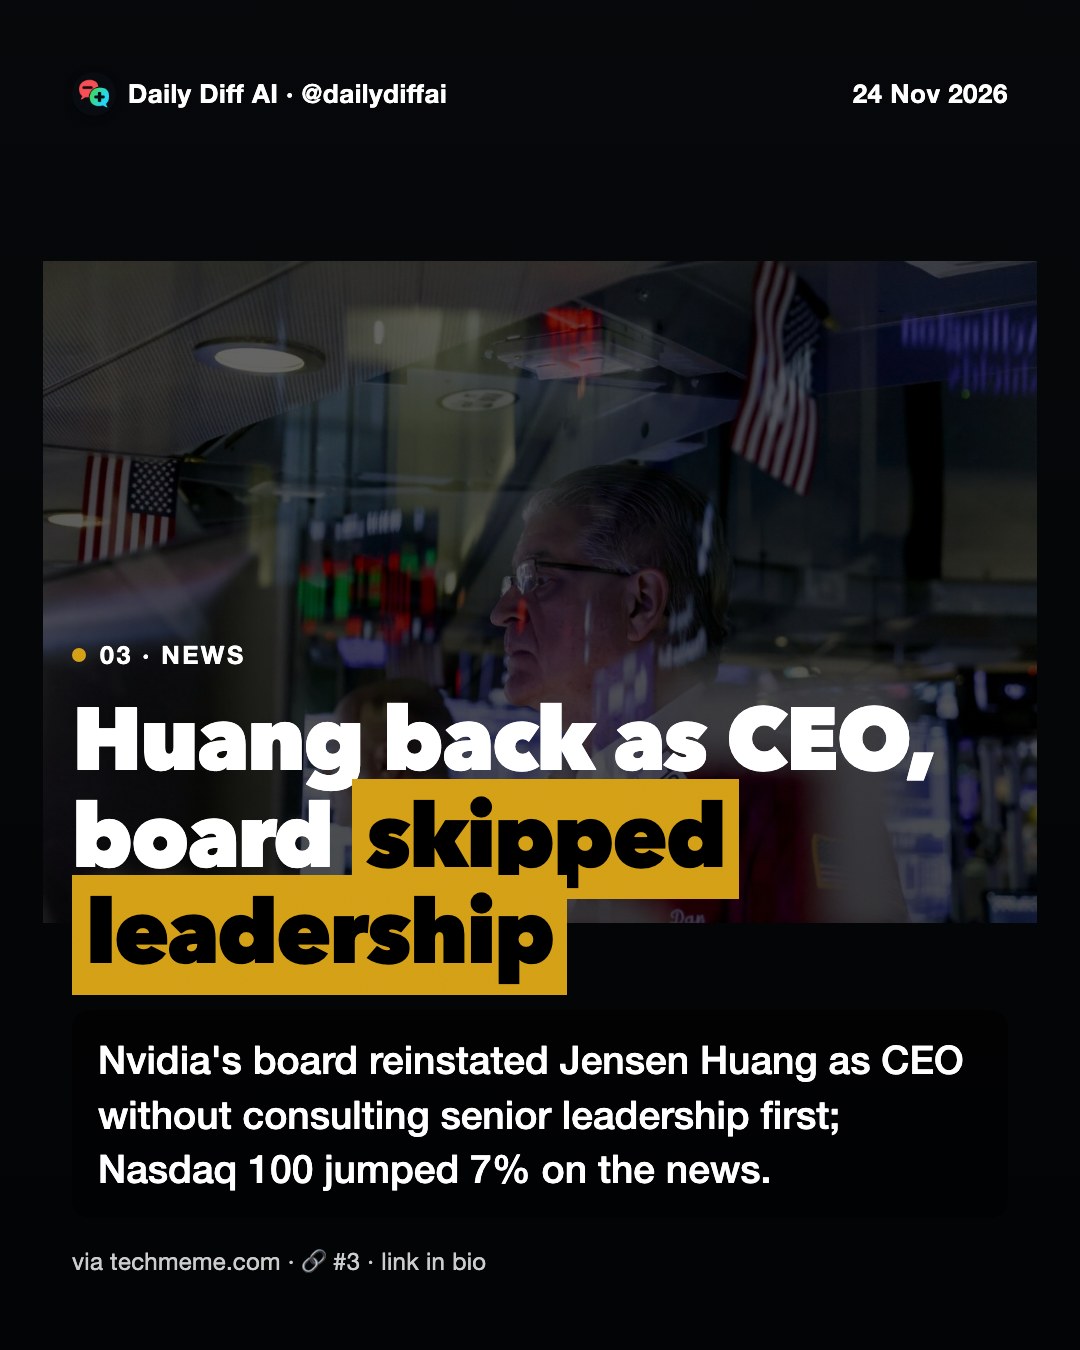 Daily Diff AI · @dailydiffai
24 Nov 2026
03 · NEWS
Huang back as CEO,
board skipped
leadership
Dan
Nvidia's board reinstated Jensen Huang as CEO
without consulting senior leadership first;
Nasdaq 100 jumped 7% on the news.
via techmeme.com · 🔗 #3 · link in bio